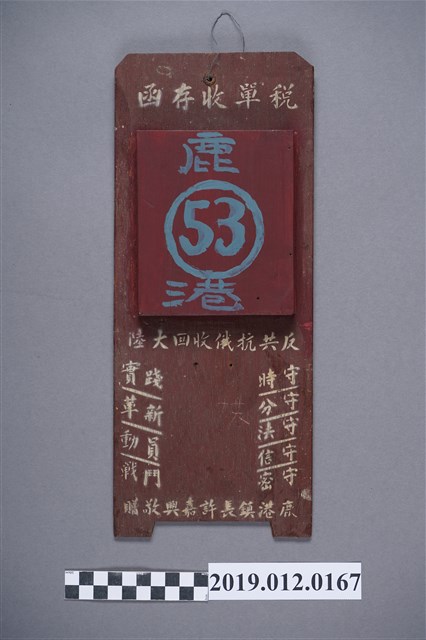 稅單收存函
鹿
53
港
反共抗俄收回大陸
守時
守分
守法
守信
守密
實踐
革新
動員
戰鬥
鹿港鎮長許嘉興敬贈
2019.012.0167